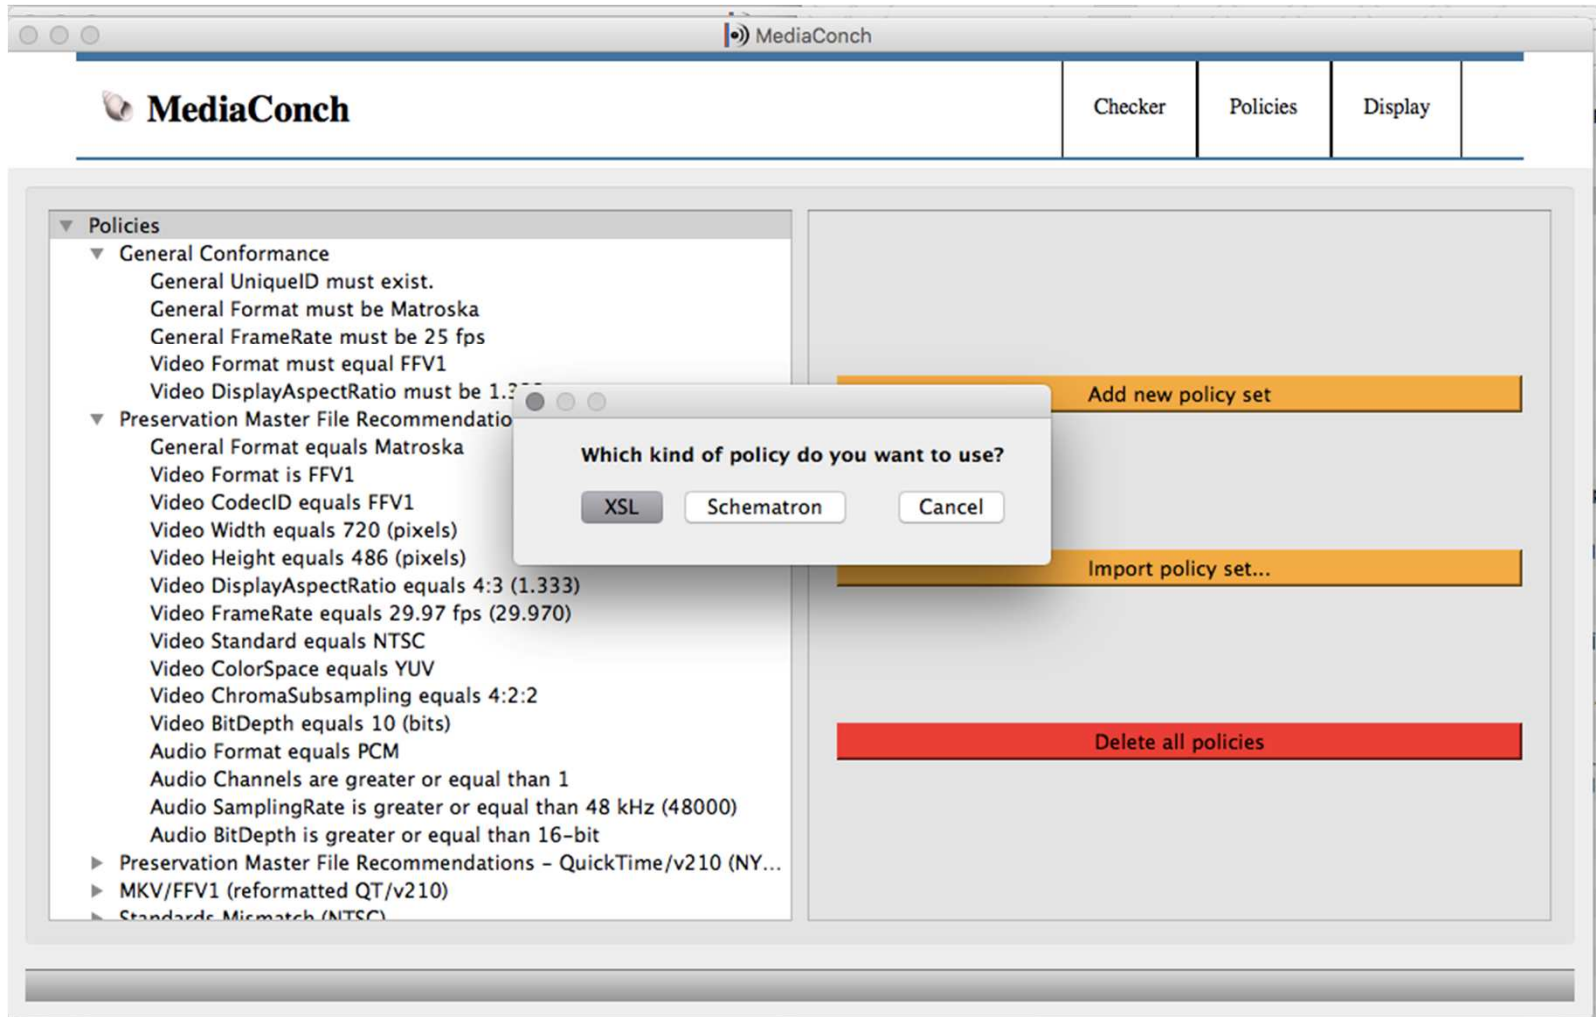 MediaConch
MediaConch
Checker
Policies
Display
Policies
General Conformance
General UniqueID must exist.
General Format must be Matroska
General FrameRate must be 25 fps
Video Format must equal FFV1
Video DisplayAspectRatio must be
Preservation Master File
General Format equals Matroska
Video Format is FFV1
Video CodecID equals FFV1
Video Width equals 720 (pixels)
Video Height equals 486 (pixels)
Video DisplayAspectRatio equals 4:3 (1.333)
Video FrameRate equals 29.97 fps (29.970)
Video Standard equals NTSC
Video ColorSpace equals YUV
Video ChromaSubsampling equals 4:2:2
Video BitDepth equals 10 (bits)
Audio Format equals PCM
Audio Channels are greater or equal than 1
Audio SamplingRate is greater or equal than 48 kHz (48000)
Audio BitDepth is greater or equal than 16-bit
Preservation Master File Recommendations - QuickTime/v210 (NY...
MKV/FFV1 (reformatted QT/v210)
Standards Mismatch (NTSC)
Which kind of policy do you want to use?
XSL
Schematron
Cancel
Add new policy set
Import policy set...
Delete all policies